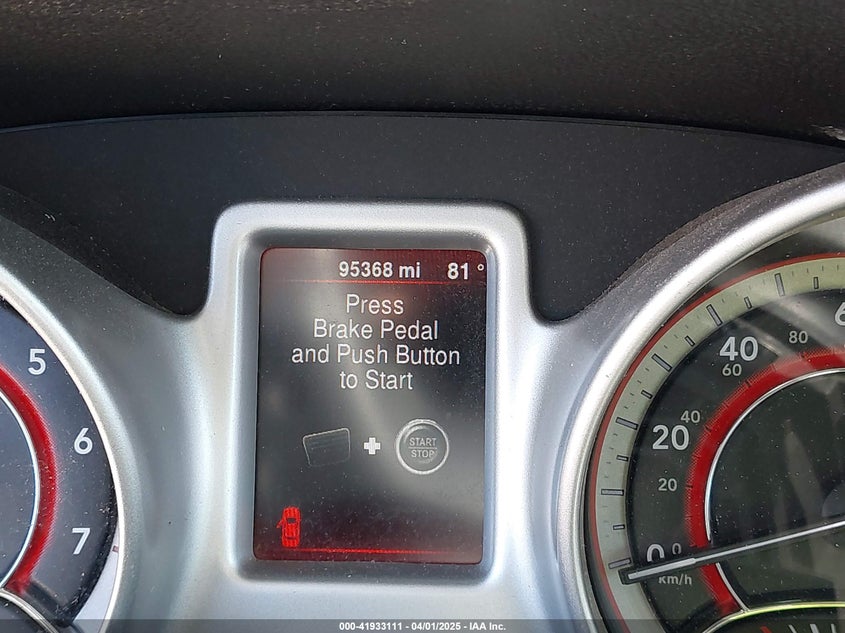 95368 mi 81°
Press
Brake Pedal
and Push Button
to Start
START
STOP
5
6
7
40
60
80
20
40
20
0
0
km/h
000-41933111 - 04/01/2025 - IAA Inc.